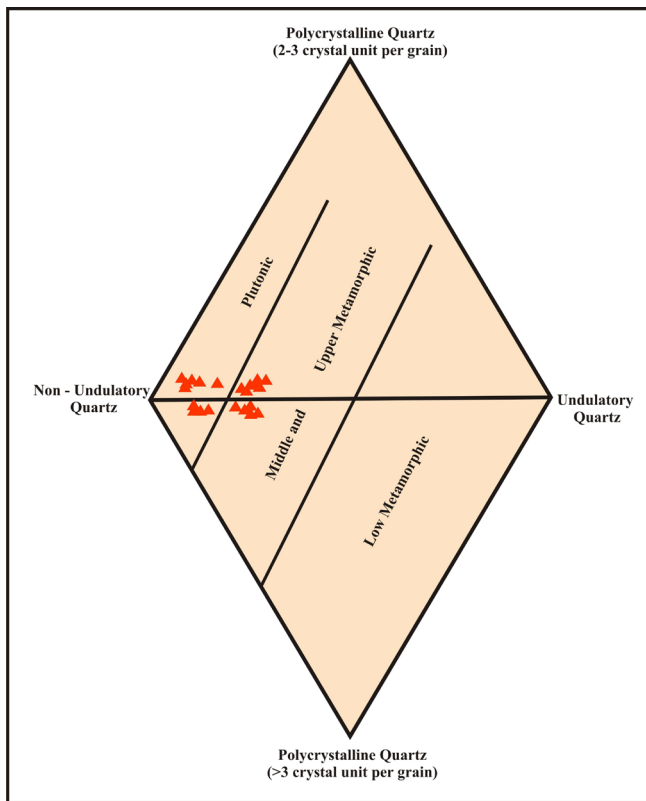 Polycrystalline Quartz
(2-3 crystal unit per grain)
Plutonic
Upper Metamorphic
Non - Undulatory
Quartz
Undulatory
Quartz
Middle and
Low Metamorphic
Polycrystalline Quartz
(>3 crystal unit per grain)